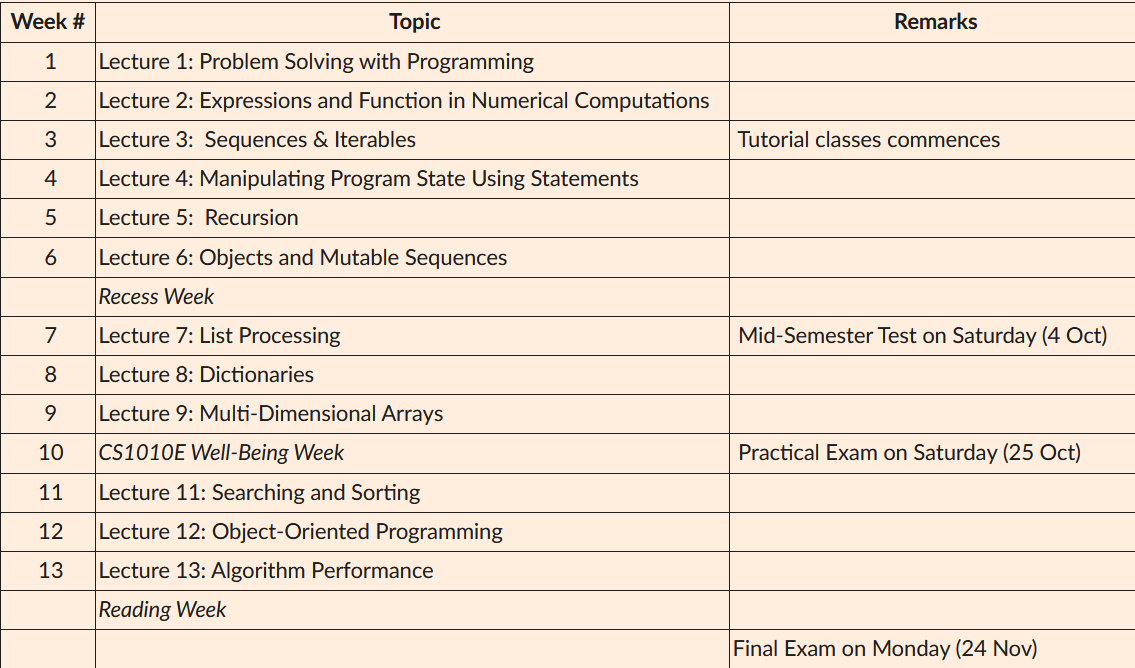 Week # Topic Remarks
1 Lecture 1: Problem Solving with Programming
2 Lecture 2: Expressions and Function in Numerical Computations
3 Lecture 3: Sequences & Iterables Tutorial classes commences
4 Lecture 4: Manipulating Program State Using Statements
5 Lecture 5: Recursion
6 Lecture 6: Objects and Mutable Sequences
Recess Week
7 Lecture 7: List Processing Mid-Semester Test on Saturday (4 Oct)
8 Lecture 8: Dictionaries
9 Lecture 9: Multi-Dimensional Arrays
10 CS1010E Well-Being Week Practical Exam on Saturday (25 Oct)
11 Lecture 11: Searching and Sorting
12 Lecture 12: Object-Oriented Programming
13 Lecture 13: Algorithm Performance
Reading Week
Final Exam on Monday (24 Nov)